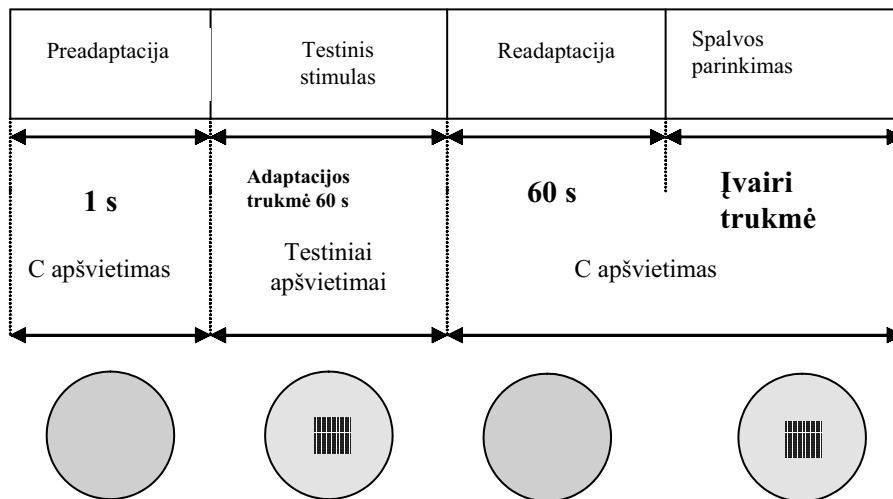 Preadaptacija
Testinis
stimulas
Readaptacija
Spalvos
parinkimas
1 s
Adaptacijos
trukmė 60 s
60 s
Įvairi
trukmė
C apšvietimas
Testiniai
apšvietimai
C apšvietimas